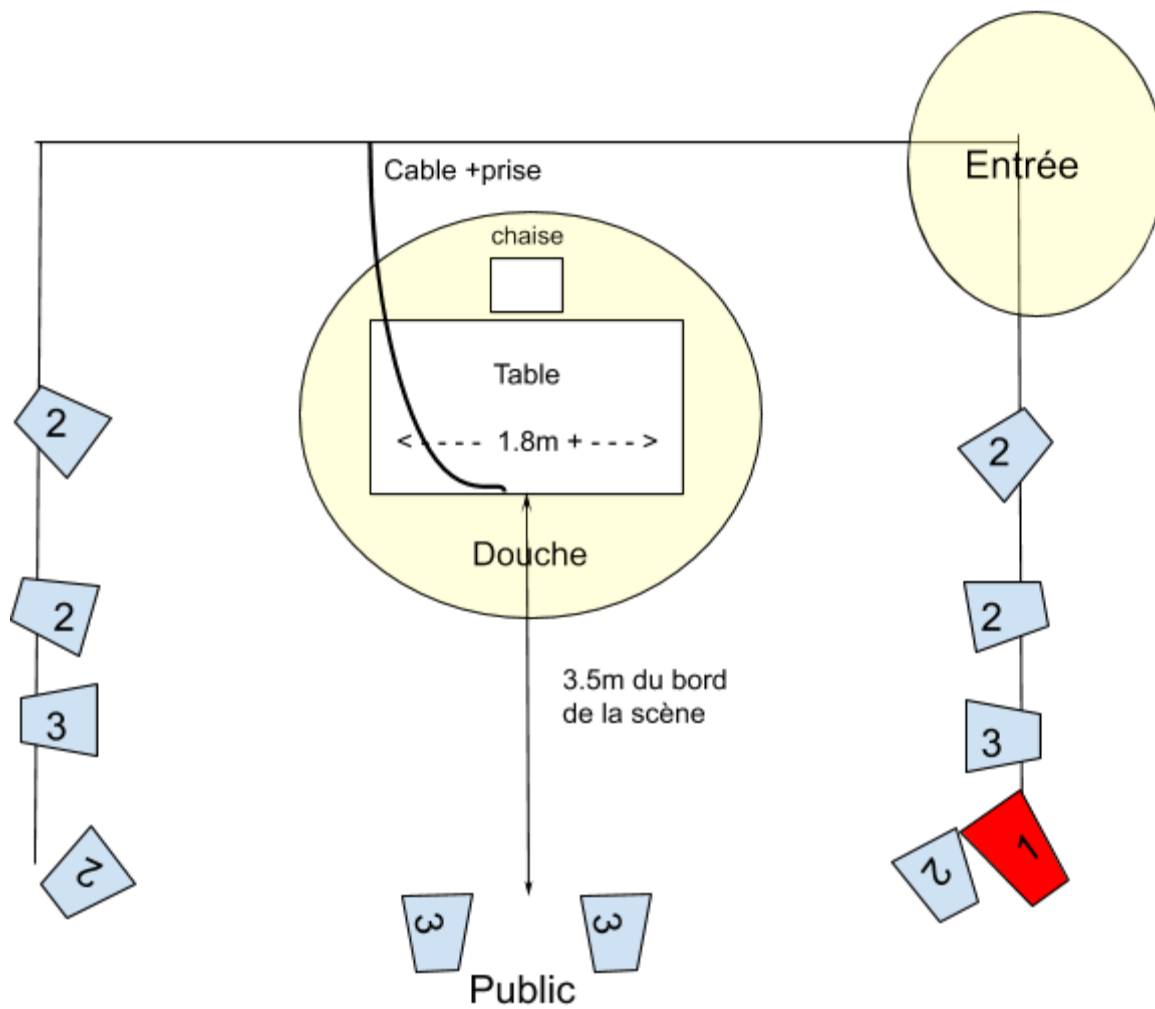 Cable +prise
Entrée
chaise
Table
< - - - - 1.8m + - - - >
Douche
2
2
2
2
3.5m du bord
de la scène
3
3
2
2
1
3
3
Public